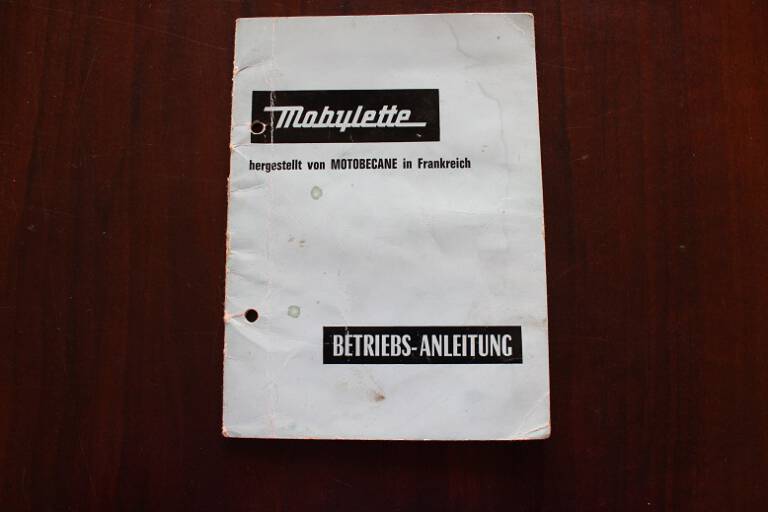 Mobylette
hergestellt von MOTOBECANE in Frankreich
BETRIEBS-ANLEITUNG